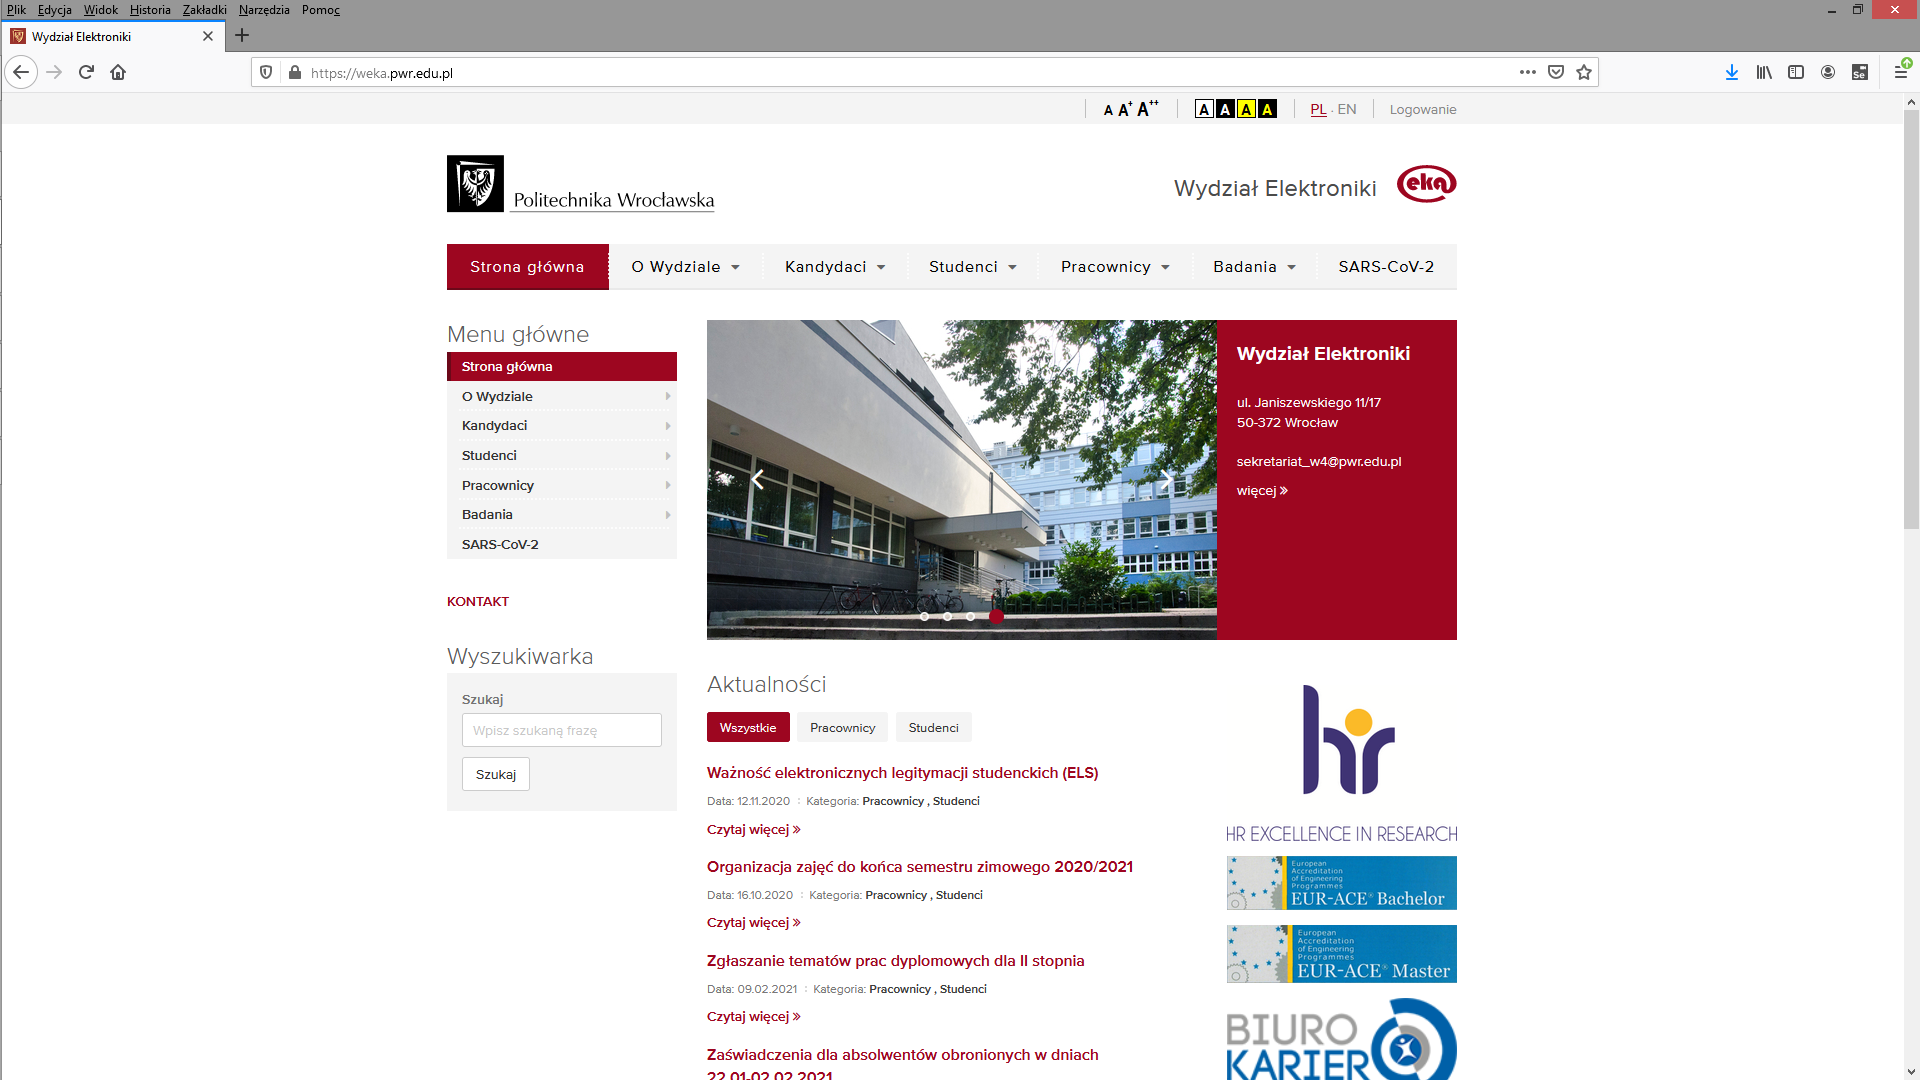 Plik Edycja Widok Historia Zakładki Narzędzia Pomoc
Wydział Elektroniki
https://weka.pwr.edu.pl
Se
A A+ A++ A A A A PL · EN Logowanie
Politechnika Wrocławska
Wydział Elektroniki
eka
Strona główna O Wydziale Kandydaci Studenci Pracownicy Badania SARS-CoV-2
Menu główne
Strona główna
O Wydziale
Kandydaci
Studenci
Pracownicy
Badania
SARS-CoV-2
KONTAKT
Wyszukiwarka
Szukaj
Wpisz szukaną frazę
Szukaj
Wydział Elektroniki
ul. Janiszewskiego 11/17
50-372 Wrocław
sekretariat_w4@pwr.edu.pl
więcej »
Aktualności
Wszystkie Pracownicy Studenci
Ważność elektronicznych legitymacji studenckich (ELS)
Data: 12.11.2020 : Kategoria: Pracownicy , Studenci
Czytaj więcej »
Organizacja zajęć do końca semestru zimowego 2020/2021
Data: 16.10.2020 : Kategoria: Pracownicy , Studenci
Czytaj więcej »
Zgłaszanie tematów prac dyplomowych dla II stopnia
Data: 09.02.2021 : Kategoria: Pracownicy , Studenci
Czytaj więcej »
Zaświadczenia dla absolwentów obronionych w dniach
22.01-02.02.2021
hr
HR EXCELLENCE IN RESEARCH
European
Accreditation
of Engineering
Programmes
EUR-ACE® Bachelor
European
Accreditation
of Engineering
Programmes
EUR-ACE® Master
BIURO
KARIER